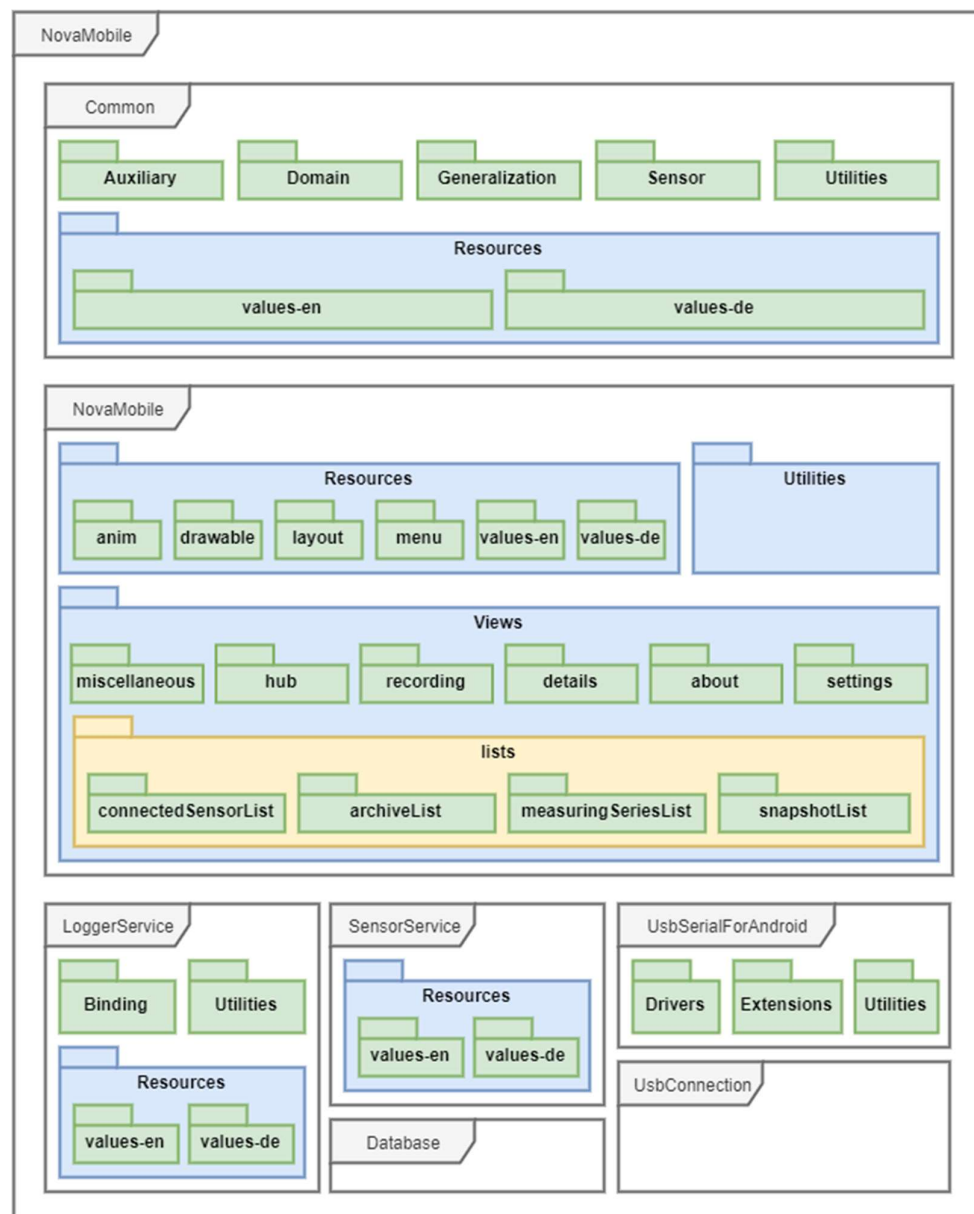 NovaMobile
Common
Auxiliary
Domain
Generalization
Sensor
Utilities
Resources
values-en
values-de
NovaMobile
Resources
anim
drawable
layout
menu
values-en
values-de
Utilities
Views
miscellaneous
hub
recording
details
about
settings
lists
connectedSensorList
archiveList
measuringSeriesList
snapshotList
LoggerService
Binding
Utilities
Resources
values-en
values-de
SensorService
Resources
values-en
values-de
Database
UsbSerialForAndroid
Drivers
Extensions
Utilities
UsbConnection